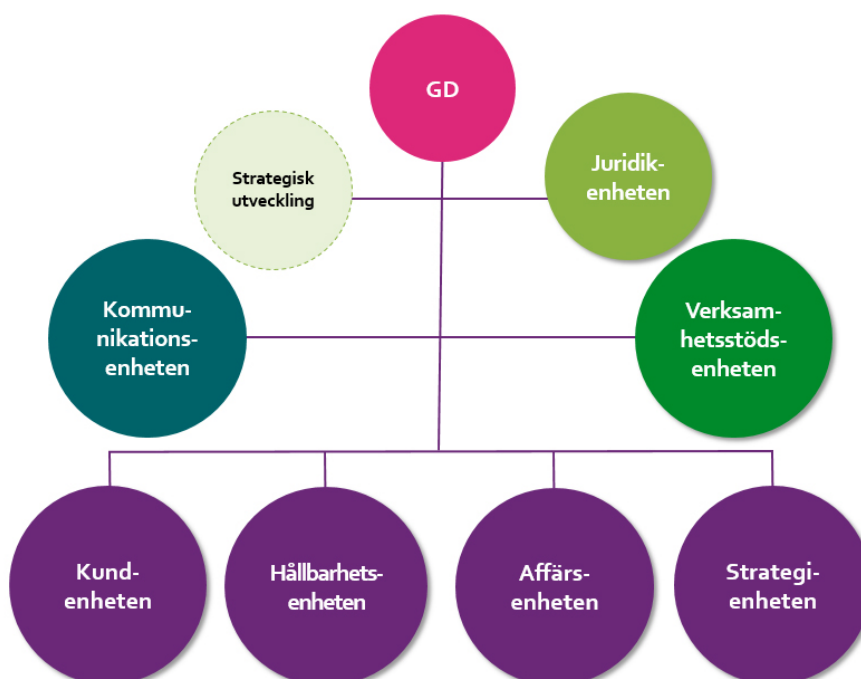 GD
Strategisk
utveckling
Juridik-
enheten
Kommu-
nikations-
enheten
Verksam-
hetsstöds-
enheten
Kund-
enheten
Hållbarhets-
enheten
Affärs-
enheten
Strategi-
enheten